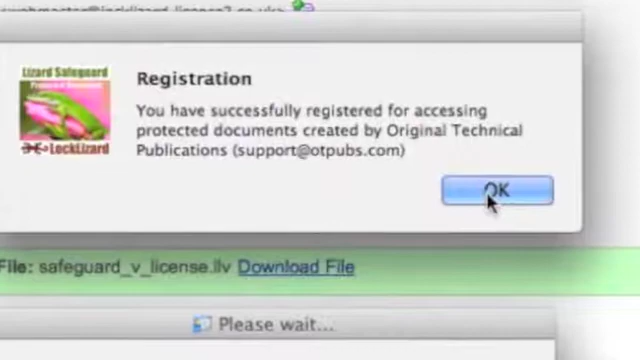 Lizard Safeguard
LockLizard
Registration
You have successfully registered for accessing
protected documents created by Original Technical
Publications (support@otpubs.com)
OK
File: safeguard_v_license.llv Download File
Please wait...